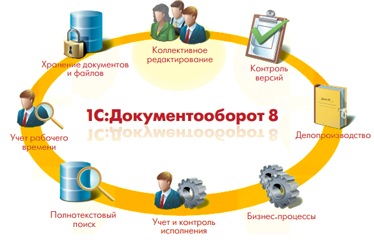 Коллективное
редактирование
Хранение документов
и файлов
Контроль
версий
1С:Документооборот 8
Учет рабочего
времени
Делопроизводство
Полнотекстовый
поиск
Учет и контроль
исполнения
Бизнес-процессы